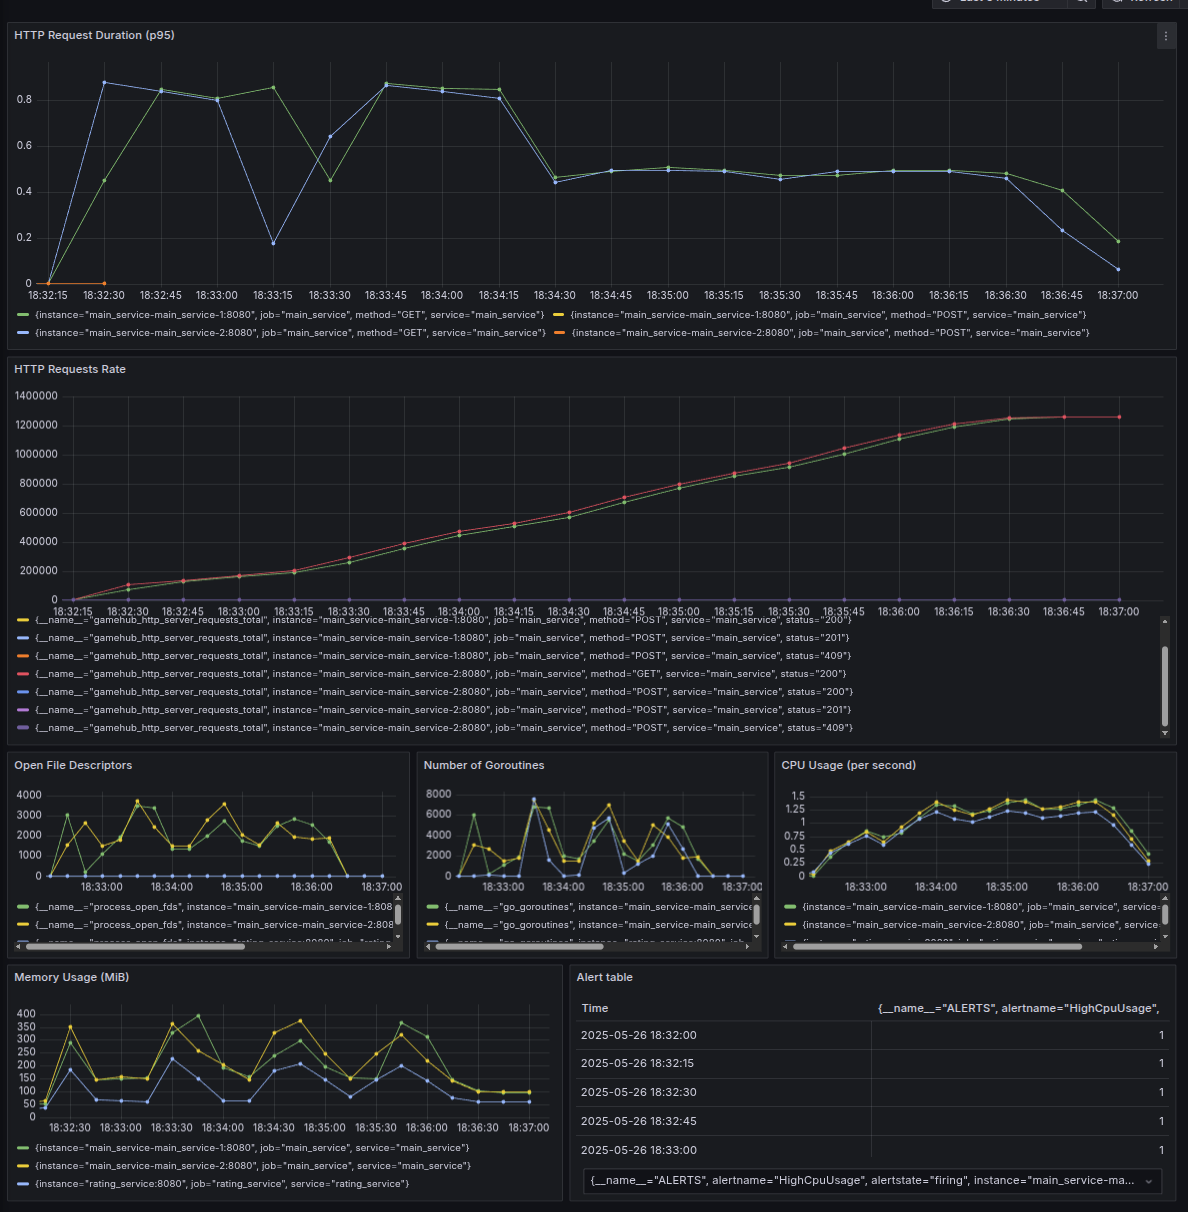 HTTP Request Duration (p95)
0.8
0.6
0.4
0.2
0
18:32:15 18:32:30 18:32:45 18:33:00 18:33:15 18:33:30 18:33:45 18:34:00 18:34:15 18:34:30 18:34:45 18:35:00 18:35:15 18:35:30 18:35:45 18:36:00 18:36:15 18:36:30 18:36:45 18:37:00
{instance="main_service-main_service-1:8080", job="main_service", method="GET", service="main_service"} {instance="main_service-main_service-1:8080", job="main_service", method="POST", service="main_service"}
{instance="main_service-main_service-2:8080", job="main_service", method="GET", service="main_service"} {instance="main_service-main_service-2:8080", job="main_service", method="POST", service="main_service"}
HTTP Requests Rate
1400000
1200000
1000000
800000
600000
400000
200000
0
18:32:15 18:32:30 18:32:45 18:33:00 18:33:15 18:33:30 18:33:45 18:34:00 18:34:15 18:34:30 18:34:45 18:35:00 18:35:15 18:35:30 18:35:45 18:36:00 18:36:15 18:36:30 18:36:45 18:37:00
{__name__="gamehub_http_server_requests_total", instance="main_service-main_service-1:8080", job="main_service", method="POST", service="main_service", status="200"}
{__name__="gamehub_http_server_requests_total", instance="main_service-main_service-1:8080", job="main_service", method="POST", service="main_service", status="201"}
{__name__="gamehub_http_server_requests_total", instance="main_service-main_service-1:8080", job="main_service", method="POST", service="main_service", status="409"}
{__name__="gamehub_http_server_requests_total", instance="main_service-main_service-2:8080", job="main_service", method="GET", service="main_service", status="200"}
{__name__="gamehub_http_server_requests_total", instance="main_service-main_service-2:8080", job="main_service", method="POST", service="main_service", status="200"}
{__name__="gamehub_http_server_requests_total", instance="main_service-main_service-2:8080", job="main_service", method="POST", service="main_service", status="201"}
{__name__="gamehub_http_server_requests_total", instance="main_service-main_service-2:8080", job="main_service", method="POST", service="main_service", status="409"}
Open File Descriptors
4000
3000
2000
1000
0
18:33:00 18:34:00 18:35:00 18:36:00 18:37:00
{__name__="process_open_fds", instance="main_service-main_service-1:808
{__name__="process_open_fds", instance="main_service-main_service-2:808
Number of Goroutines
8000
6000
4000
2000
0
18:33:00 18:34:00 18:35:00 18:36:00 18:37:00
{__name__="go_goroutines", instance="main_service-main_service-1:8080
{__name__="go_goroutines", instance="main_service-main_service
CPU Usage (per second)
1.5
1.25
1
0.75
0.5
0.25
0
18:33:00 18:34:00 18:35:00 18:36:00 18:37:00
{instance="main_service-main_service-1:8080", job="main_service", service=
{instance="main_service-main_service-2:8080", job="main_service", service=
Memory Usage (MiB)
400
350
300
250
200
150
100
50
0
18:32:30 18:33:00 18:33:30 18:34:00 18:34:30 18:35:00 18:35:30 18:36:00 18:36:30 18:37:00
{instance="main_service-main_service-1:8080", job="main_service", service="main_service"}
{instance="main_service-main_service-2:8080", job="main_service", service="main_service"}
{instance="rating_service:8080", job="rating_service", service="rating_service"}
Alert table
Time {__name__="ALERTS", alertname="HighCpuUsage",
2025-05-26 18:32:00 1
2025-05-26 18:32:15 1
2025-05-26 18:32:30 1
2025-05-26 18:32:45 1
2025-05-26 18:33:00 1
{__name__="ALERTS", alertname="HighCpuUsage", alertstate="firing", instance="main_service-ma...